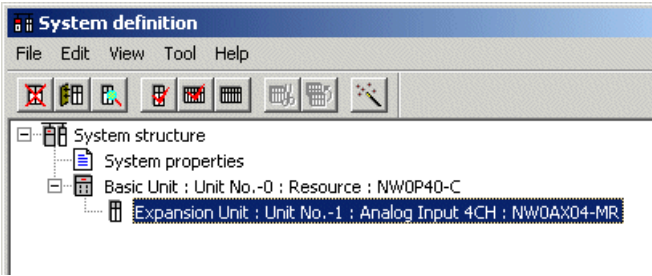 System definition
File Edit View Tool Help
System structure
System properties
Basic Unit : Unit No.-0 : Resource : NW0P40-C
Expansion Unit : Unit No.-1 : Analog Input 4CH : NW0AX04-MR